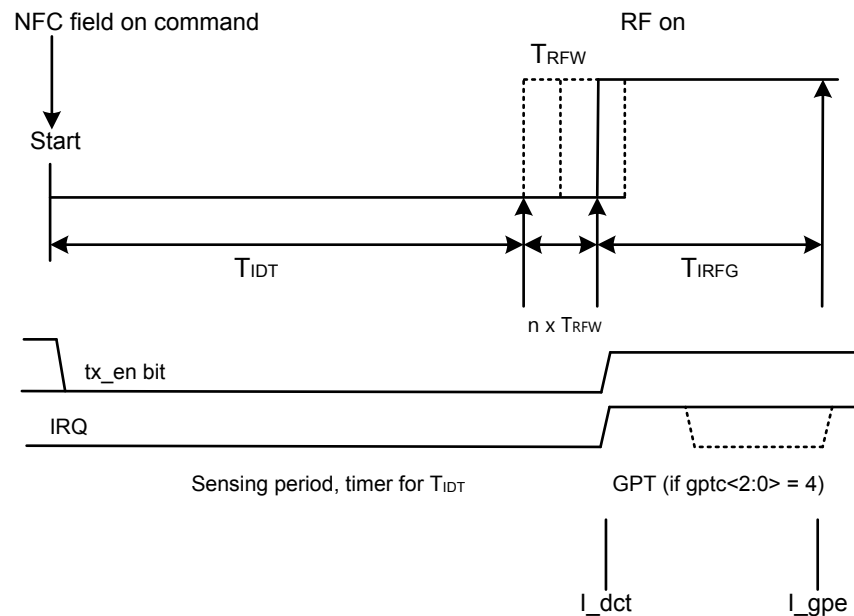 NFC field on command
RF on
TRFW
Start
TIDT
n x TRFW
TIRFG
tx_en bit
IRQ
Sensing period, timer for TIDT
GPT (if gptc<2:0> = 4)
I_dct
I_gpe